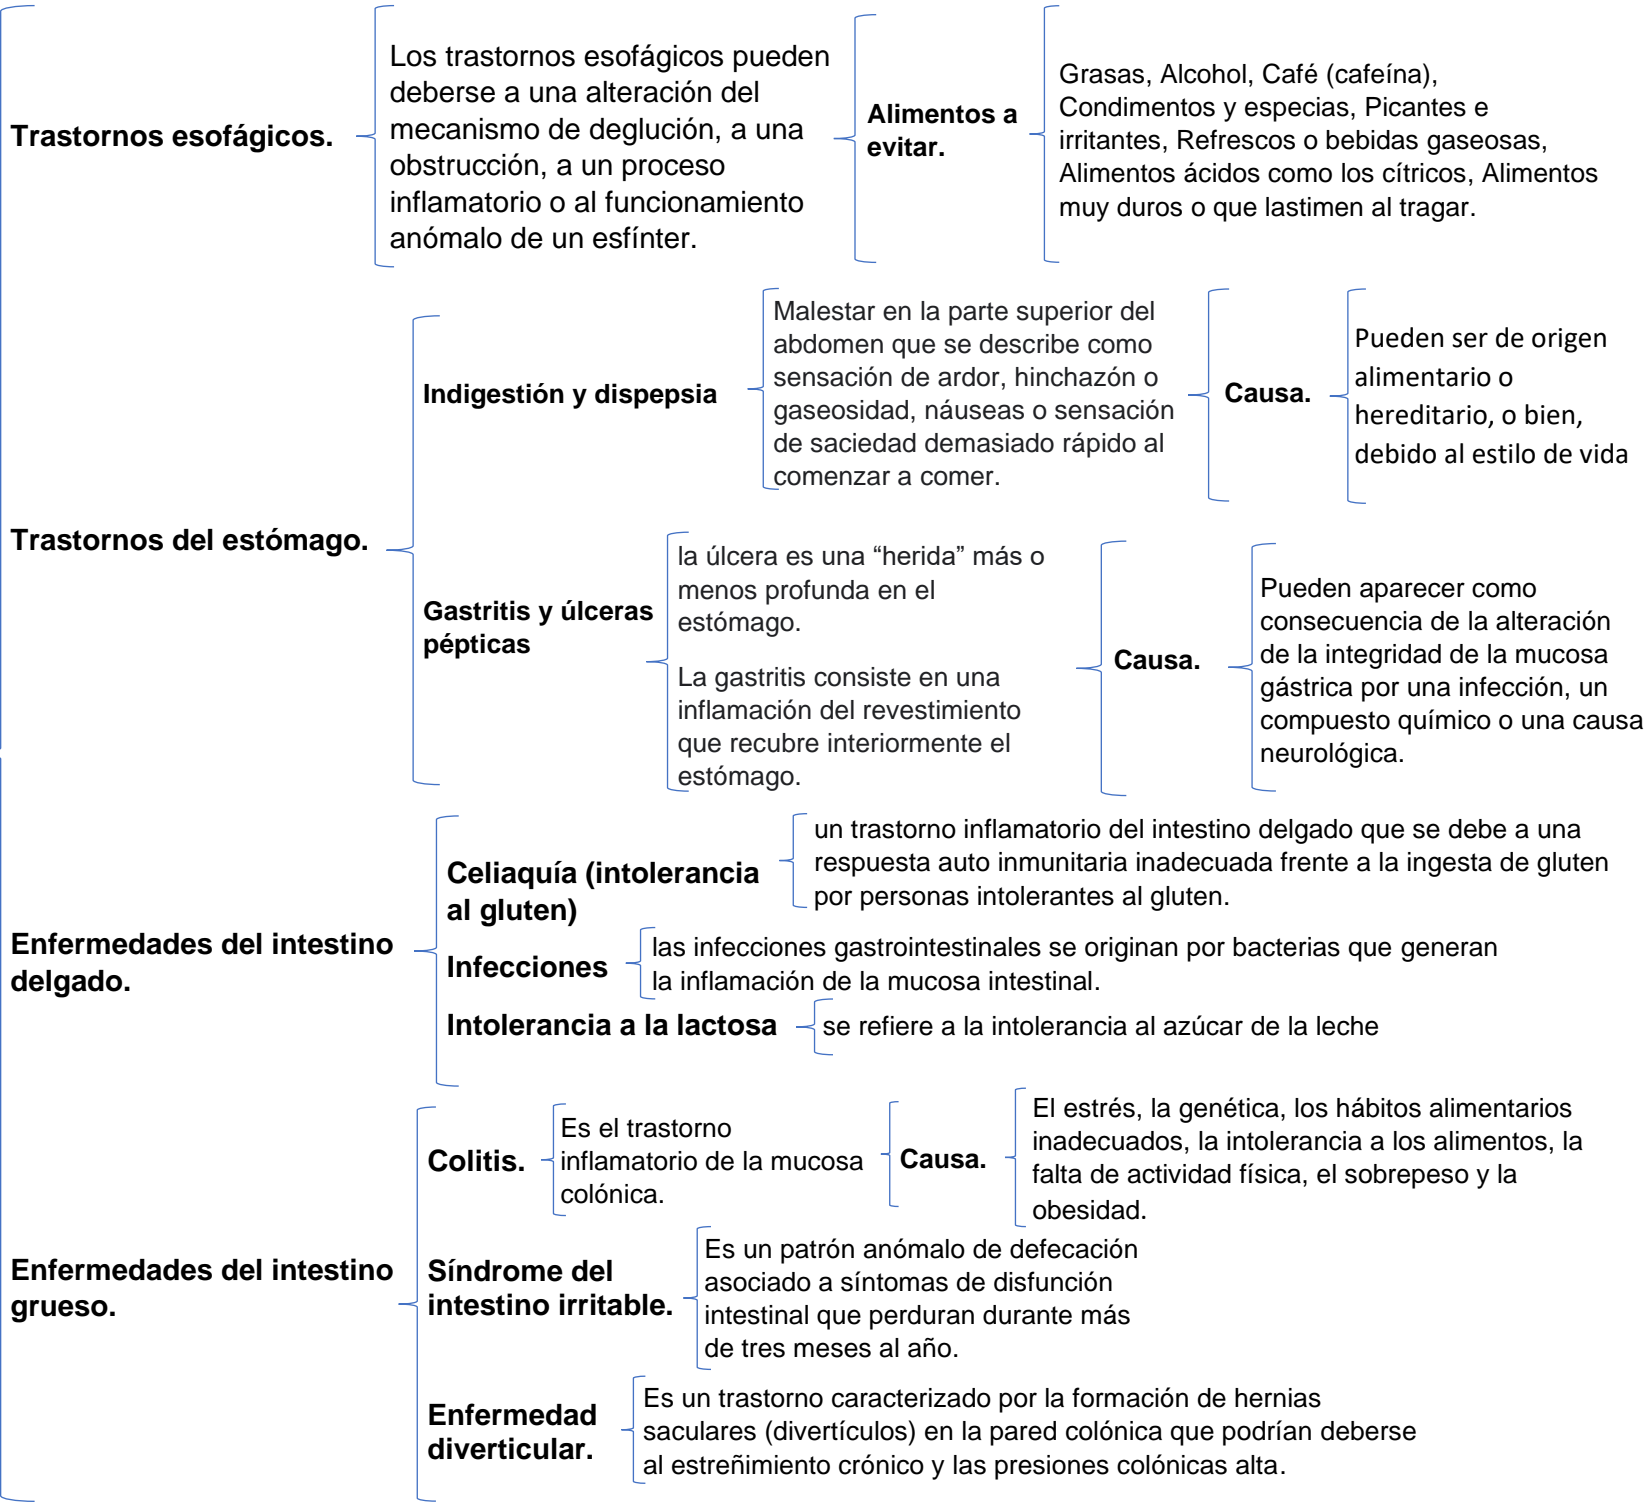 Trastornos esofágicos.
Los trastornos esofágicos pueden
deberse a una alteración del
mecanismo de deglución, a una
obstrucción, a un proceso
inflamatorio o al funcionamiento
anómalo de un esfínter.
Alimentos a
evitar.
Grasas, Alcohol, Café (cafeína),
Condimentos y especias, Picantes e
irritantes, Refrescos o bebidas gaseosas,
Alimentos ácidos como los cítricos, Alimentos
muy duros o que lastimen al tragar.
Trastornos del estómago.
Indigestión y dispepsia
Malestar en la parte superior del
abdomen que se describe como
sensación de ardor, hinchazón o
gaseosidad, náuseas o sensación
de saciedad demasiado rápido al
comenzar a comer.
Causa.
Pueden ser de origen
alimentario o
hereditario, o bien,
debido al estilo de vida
Gastritis y úlceras
pépticas
la úlcera es una “herida” más o
menos profunda en el
estómago.
La gastritis consiste en una
inflamación del revestimiento
que recubre interiormente el
estómago.
Causa.
Pueden aparecer como
consecuencia de la alteración
de la integridad de la mucosa
gástrica por una infección, un
compuesto químico o una causa
neurológica.
Enfermedades del intestino
delgado.
Celiaquía (intolerancia
al gluten)
un trastorno inflamatorio del intestino delgado que se debe a una
respuesta auto inmunitaria inadecuada frente a la ingesta de gluten
por personas intolerantes al gluten.
Infecciones
las infecciones gastrointestinales se originan por bacterias que generan
la inflamación de la mucosa intestinal.
Intolerancia a la lactosa
se refiere a la intolerancia al azúcar de la leche
Enfermedades del intestino
grueso.
Colitis.
Es el trastorno
inflamatorio de la mucosa
colónica.
Causa.
El estrés, la genética, los hábitos alimentarios
inadecuados, la intolerancia a los alimentos, la
falta de actividad física, el sobrepeso y la
obesidad.
Síndrome del
intestino irritable.
Es un patrón anómalo de defecación
asociado a síntomas de disfunción
intestinal que perduran durante más
de tres meses al año.
Enfermedad
diverticular.
Es un trastorno caracterizado por la formación de hernias
saculares (divertículos) en la pared colónica que podrían deberse
al estreñimiento crónico y las presiones colónicas alta.